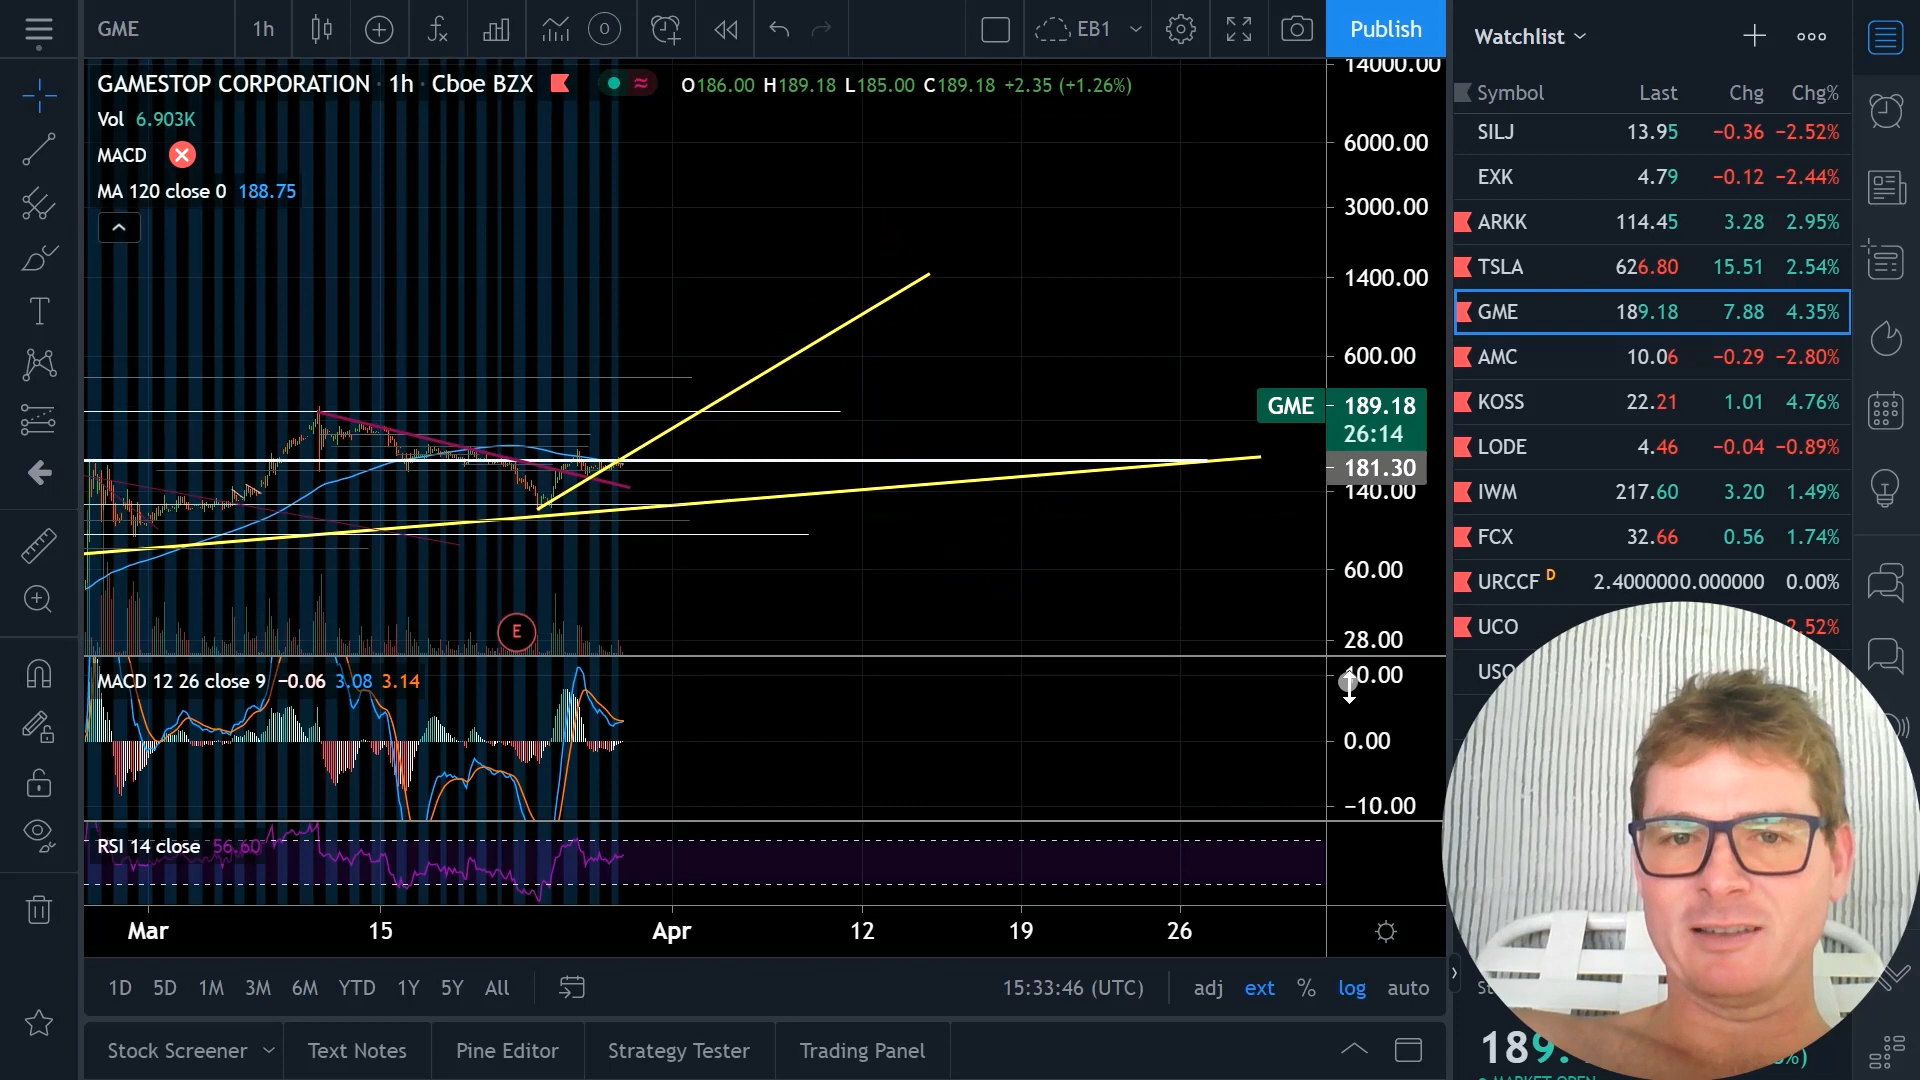 GME 1h EB1 Publish
Watchlist
GAMESTOP CORPORATION · 1h · Cboe BZX O186.00 H189.18 L185.00 C189.18 +2.35 (+1.26%)
Vol 6.903K
MACD
MA 120 close 0 188.75
14000.00
6000.00
3000.00
1400.00
600.00
GME 189.18
26:14
181.30
140.00
60.00
28.00
E
MACD 12 26 close 9 −0.06 3.08 3.14
10.00
0.00
−10.00
RSI 14 close 56.60
Mar 15 Apr 12 19 26
1D 5D 1M 3M 6M YTD 1Y 5Y All 15:33:46 (UTC) adj ext % log auto
Stock Screener Text Notes Pine Editor Strategy Tester Trading Panel
Symbol Last Chg Chg%
SILJ 13.95 −0.36 −2.52%
EXK 4.79 −0.12 −2.44%
ARKK 114.45 3.28 2.95%
TSLA 626.80 15.51 2.54%
GME 189.18 7.88 4.35%
AMC 10.06 −0.29 −2.80%
KOSS 22.21 1.01 4.76%
LODE 4.46 −0.04 −0.89%
IWM 217.60 3.20 1.49%
FCX 32.66 0.56 1.74%
URCCF D 2.4000000.000000 0.00%
UCO 2.52%
189.